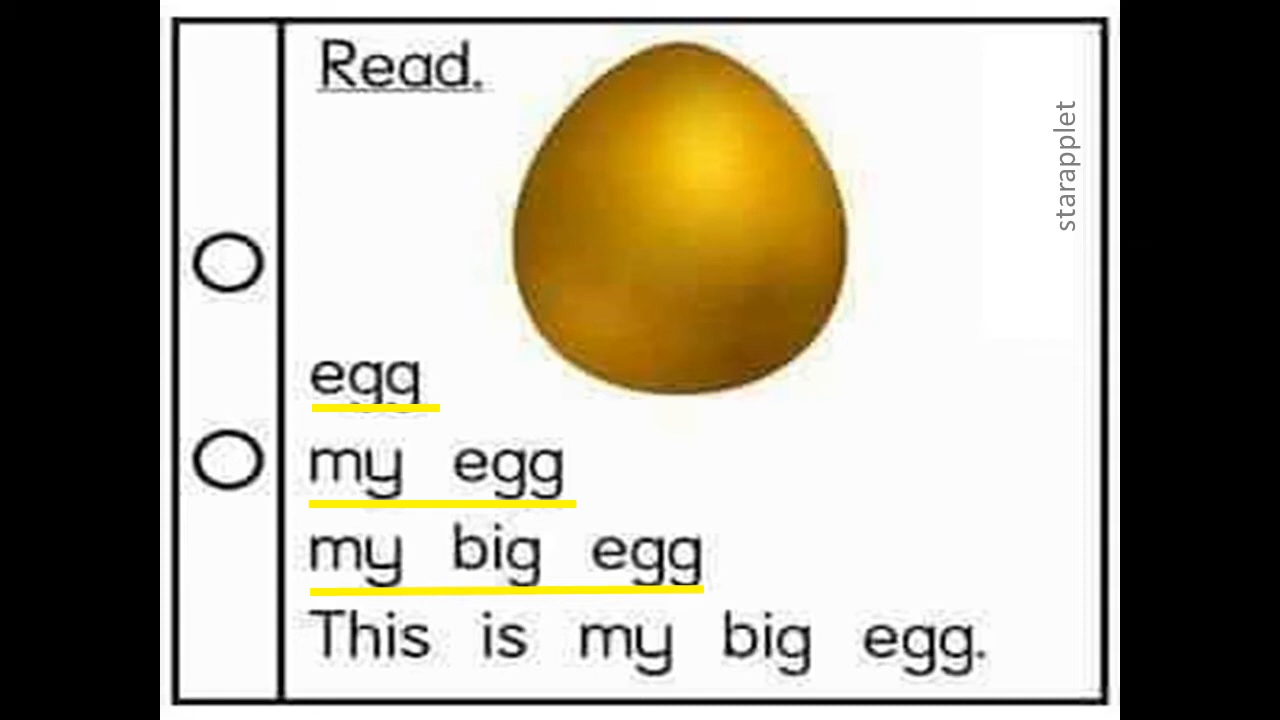 Read.
starapplet
egg
my egg
my big egg
This is my big egg.